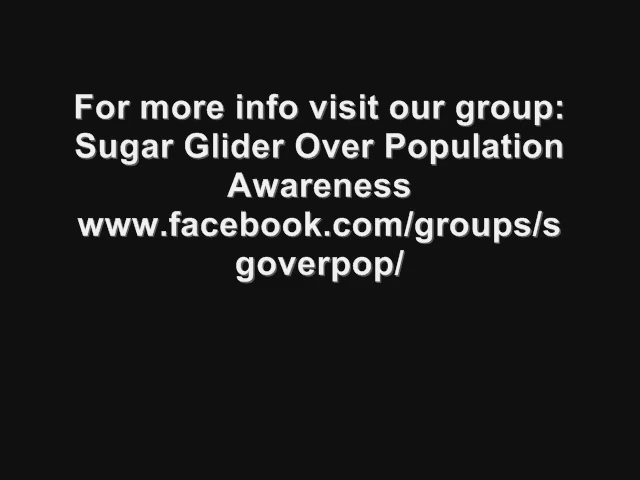 For more info visit our group:
Sugar Glider Over Population
Awareness
www.facebook.com/groups/s
goverpop/